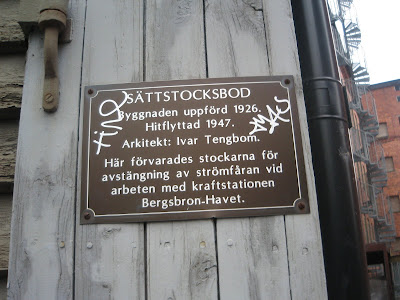 SÄTTSTOCKSBOD
Byggnaden uppförd 1926.
Hitflyttad 1947.
Arkitekt: Ivar Tengbom.
Här förvarades stockarna för
avstängning av strömfåran vid
arbeten med kraftstationen
Bergsbron-Havet.